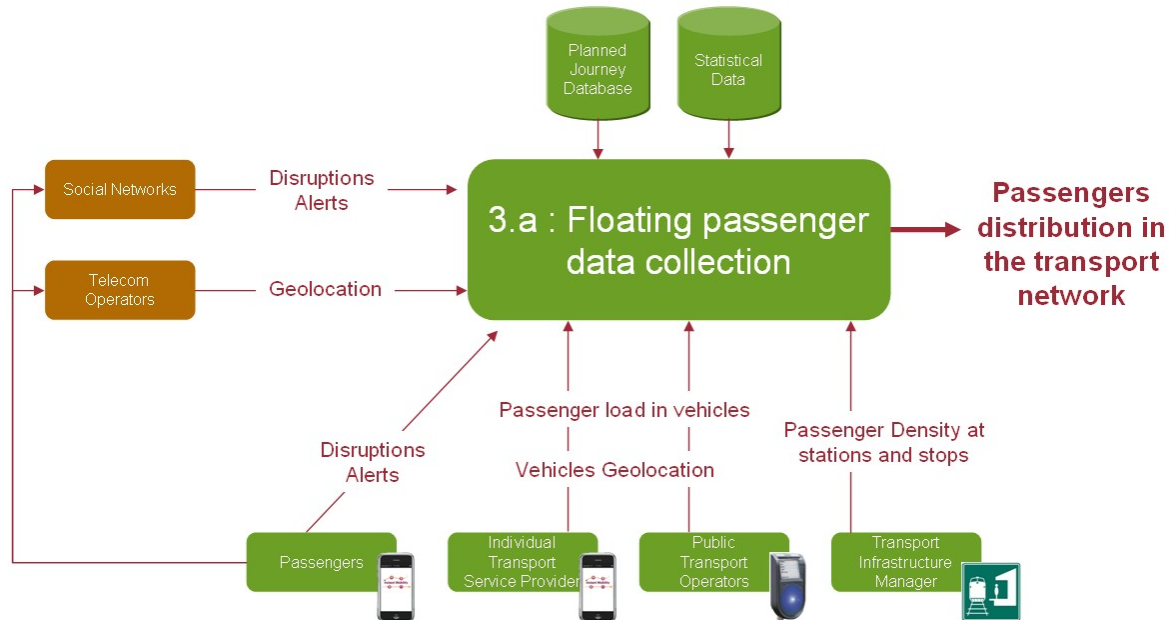 Planned
Journey
Database
Statistical
Data
Social Networks
Disruptions
Alerts
3.a : Floating passenger
data collection
Passengers
distribution in
the transport
network
Telecom
Operators
Geolocation
Passenger load in vehicles
Passenger Density at
stations and stops
Disruptions
Alerts
Vehicles Geolocation
Passengers
Individual
Transport
Service Provider
Public
Transport
Operators
Transport
Infrastructure
Manager